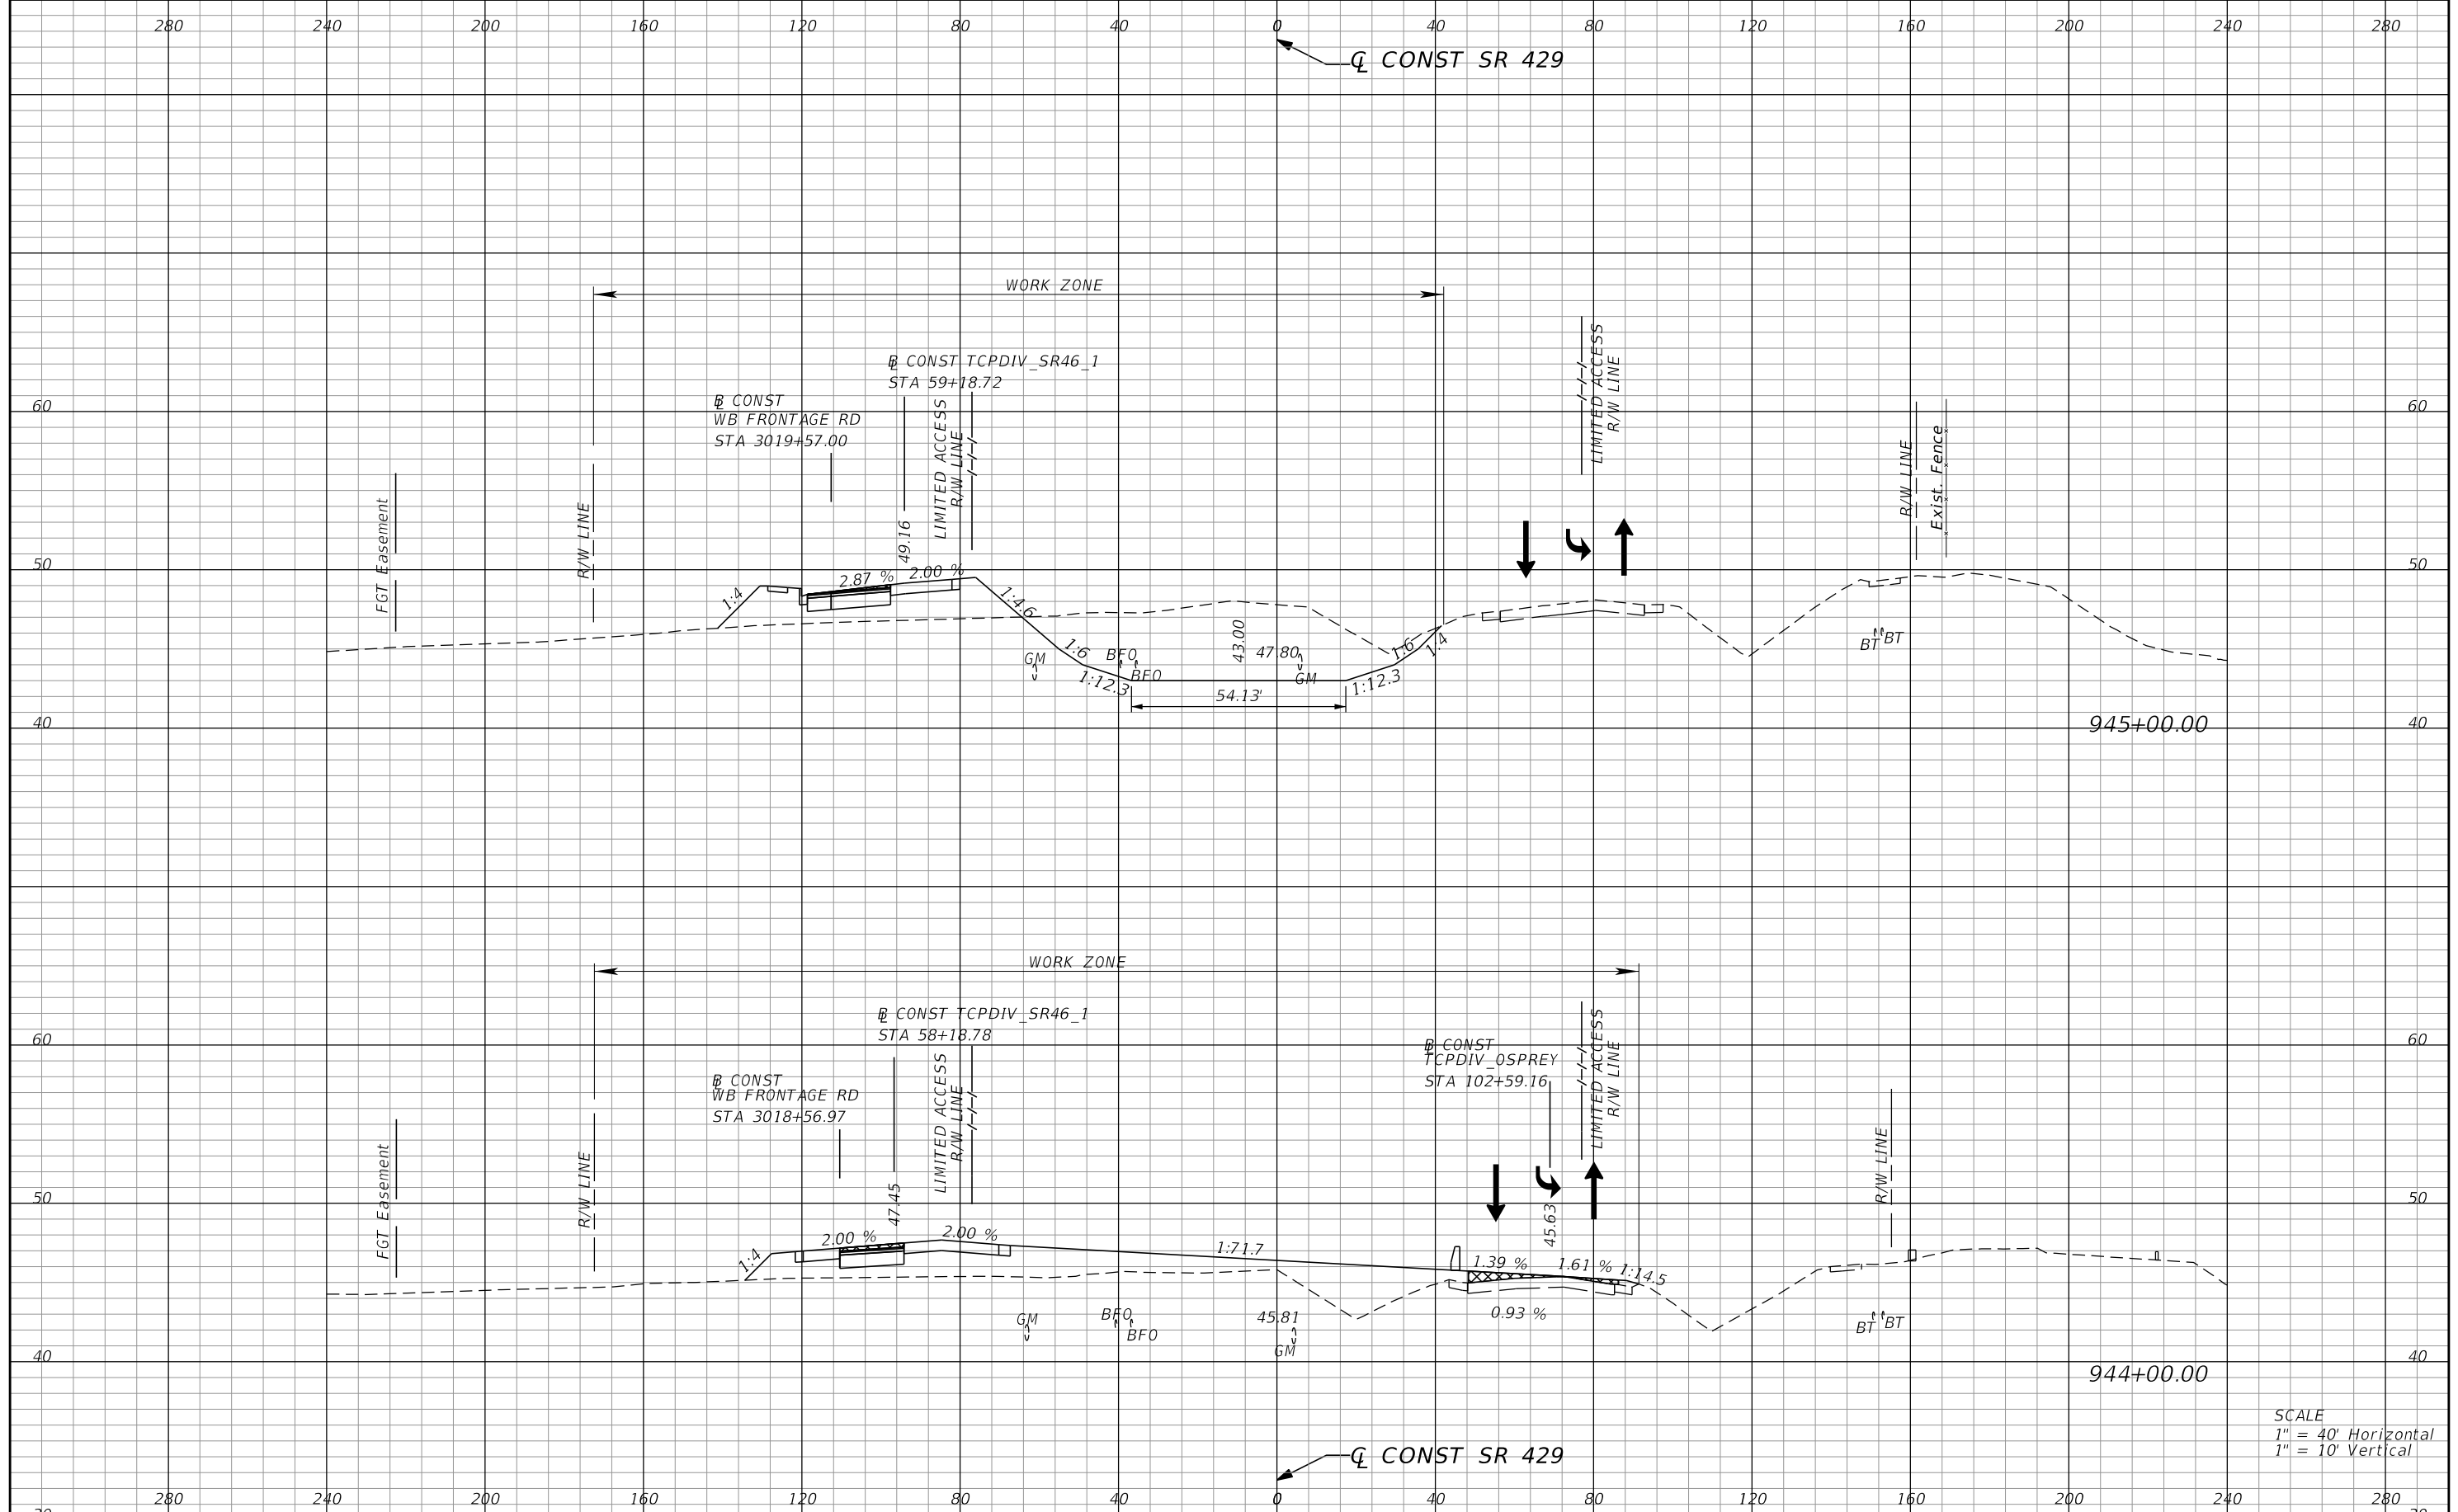 280 240 200 160 120 80 40 0 40 80 120 160 200 240 280
℄ CONST SR 429
WORK ZONE
℄ CONST TCPDIV_SR46_1
STA 59+18.72
℄ CONST
WB FRONTAGE RD
STA 3019+57.00
LIMITED ACCESS
R/W LINE
LIMITED ACCESS
R/W LINE
60
60
FGT Easement
R/W LINE
49.16
R/W LINE
Exist. Fence
50
50
1:4
2.87 %
2.00 %
1:4.6
1:6
1:12.3
GM
BFO
BFO
43.00
47.80
GM
54.13'
1:12.3
1:6
1:4
BT
BT
40
40
945+00.00
WORK ZONE
℄ CONST TCPDIV_SR46_1
STA 58+18.78
℄ CONST
WB FRONTAGE RD
STA 3018+56.97
LIMITED ACCESS
R/W LINE
℄ CONST
TCPDIV_OSPREY
STA 102+59.16
LIMITED ACCESS
R/W LINE
60
60
FGT Easement
R/W LINE
47.45
45.63
R/W LINE
50
50
1:4
2.00 %
2.00 %
1:71.7
1.39 %
1.61 %
1:14.5
0.93 %
GM
BFO
BFO
45.81
GM
BT
BT
40
40
944+00.00
SCALE
1" = 40' Horizontal
1" = 10' Vertical
℄ CONST SR 429
280 240 200 160 120 80 40 0 40 80 120 160 200 240 280